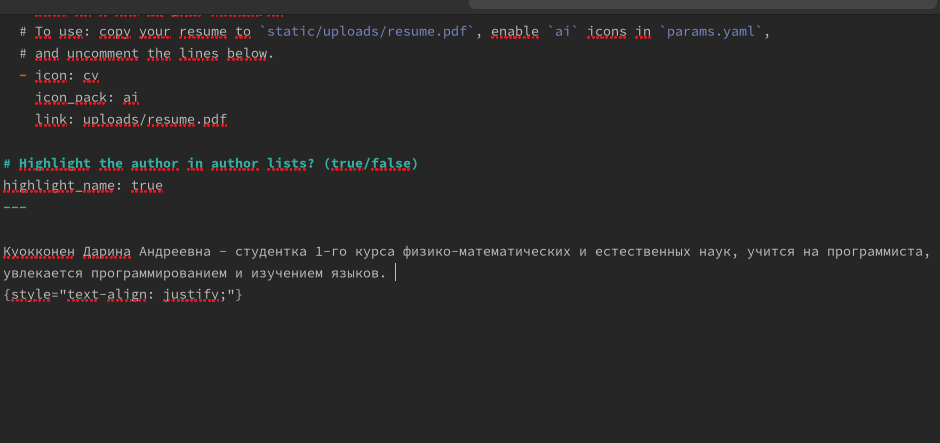 # To use: copy your resume to `static/uploads/resume.pdf`, enable `ai` icons in `params.yaml`,
# and uncomment the lines below.
- icon: cv
icon_pack: ai
link: uploads/resume.pdf
# Highlight the author in author lists? (true/false)
highlight_name: true
---
Куокконен Дарина Андреевна - студентка 1-го курса физико-математических и естественных наук, учится на программиста,
увлекается программированием и изучением языков.
{style="text-align: justify;"}